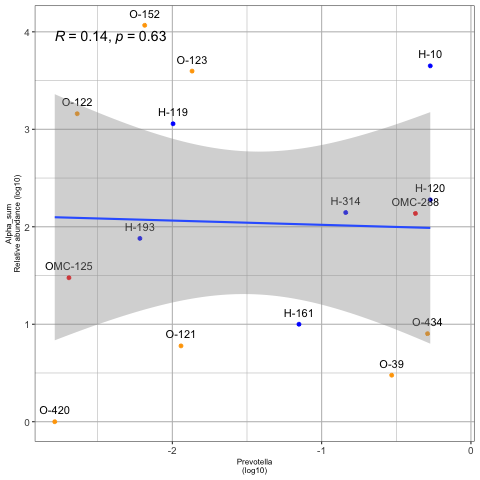 O-152
R = 0.14, p = 0.63
O-123
H-10
O-122
H-119
H-120
OMC-288
H-314
H-193
OMC-125
H-161
O-434
O-121
O-39
O-420
4
3
2
1
0
Alpha_sum
Relative abundance (log10)
-2
-1
0
Prevotella
(log10)